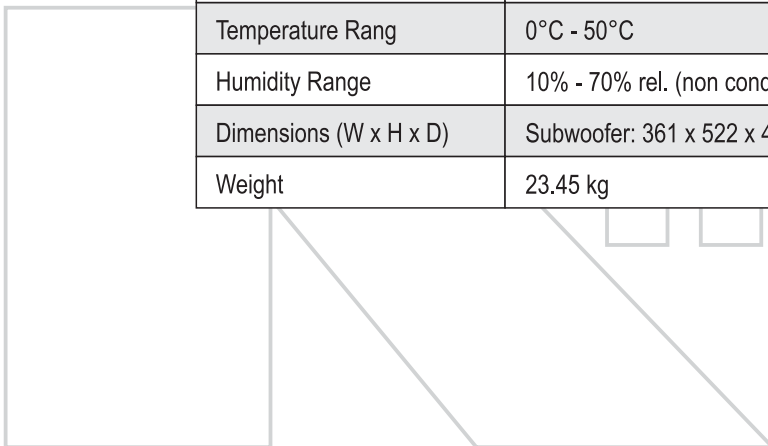 Temperature Rang
0°C - 50°C
Humidity Range
10% - 70% rel. (non cond
Dimensions (W x H x D)
Subwoofer: 361 x 522 x 4
Weight
23.45 kg